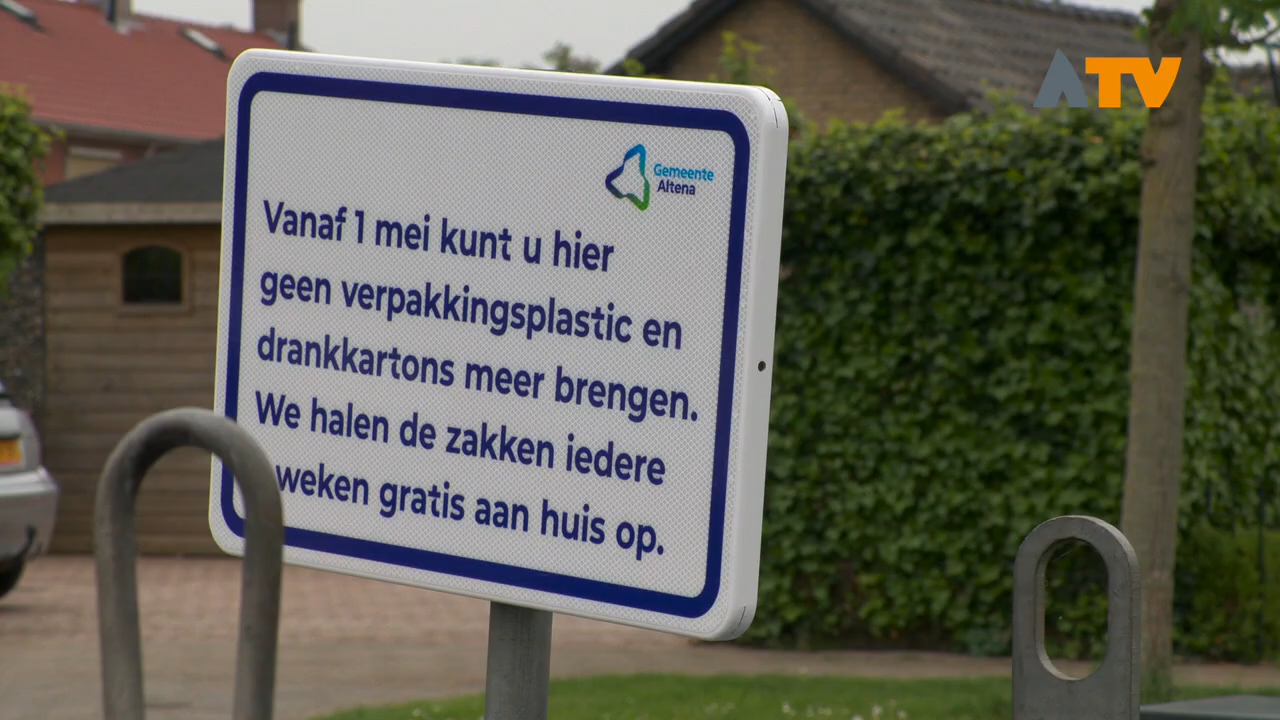 ATV
Gemeente
Altena
Vanaf 1 mei kunt u hier
geen verpakkingsplastic en
drankkartons meer brengen.
We halen de zakken iedere
weken gratis aan huis op.